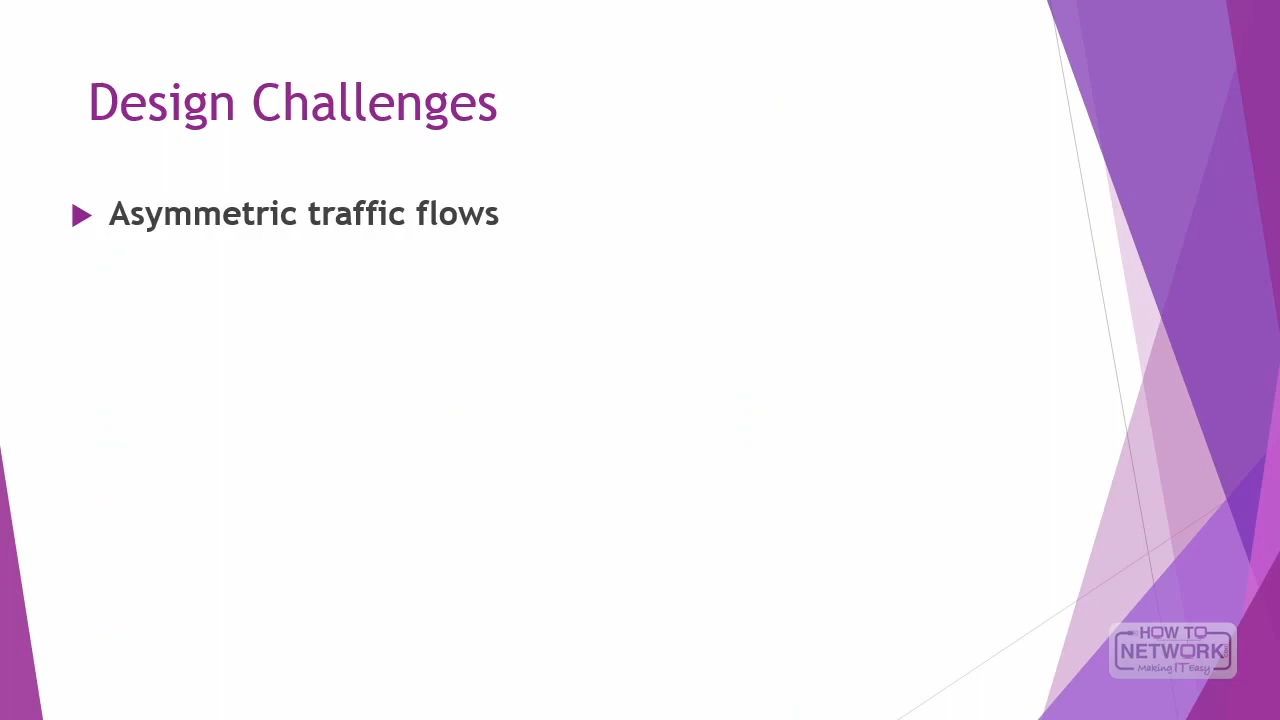 Design Challenges
Asymmetric traffic flows
HOW TO
NETWORK
Making IT Easy